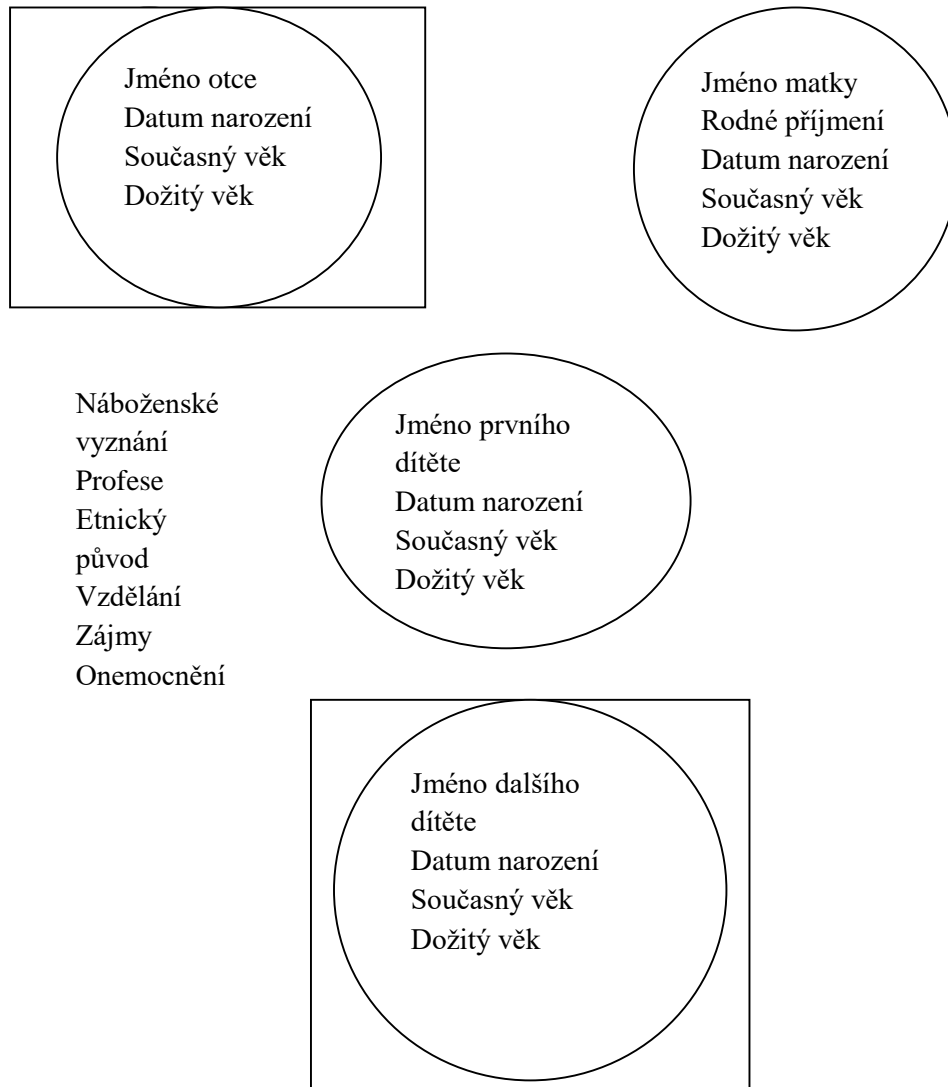 Jméno otce
Datum narození
Současný věk
Dožitý věk
Jméno matky
Rodné příjmení
Datum narození
Současný věk
Dožitý věk
Náboženské
vyznání
Profese
Etnický
původ
Vzdělání
Zájmy
Onemocnění
Jméno prvního
dítěte
Datum narození
Současný věk
Dožitý věk
Jméno dalšího
dítěte
Datum narození
Současný věk
Dožitý věk